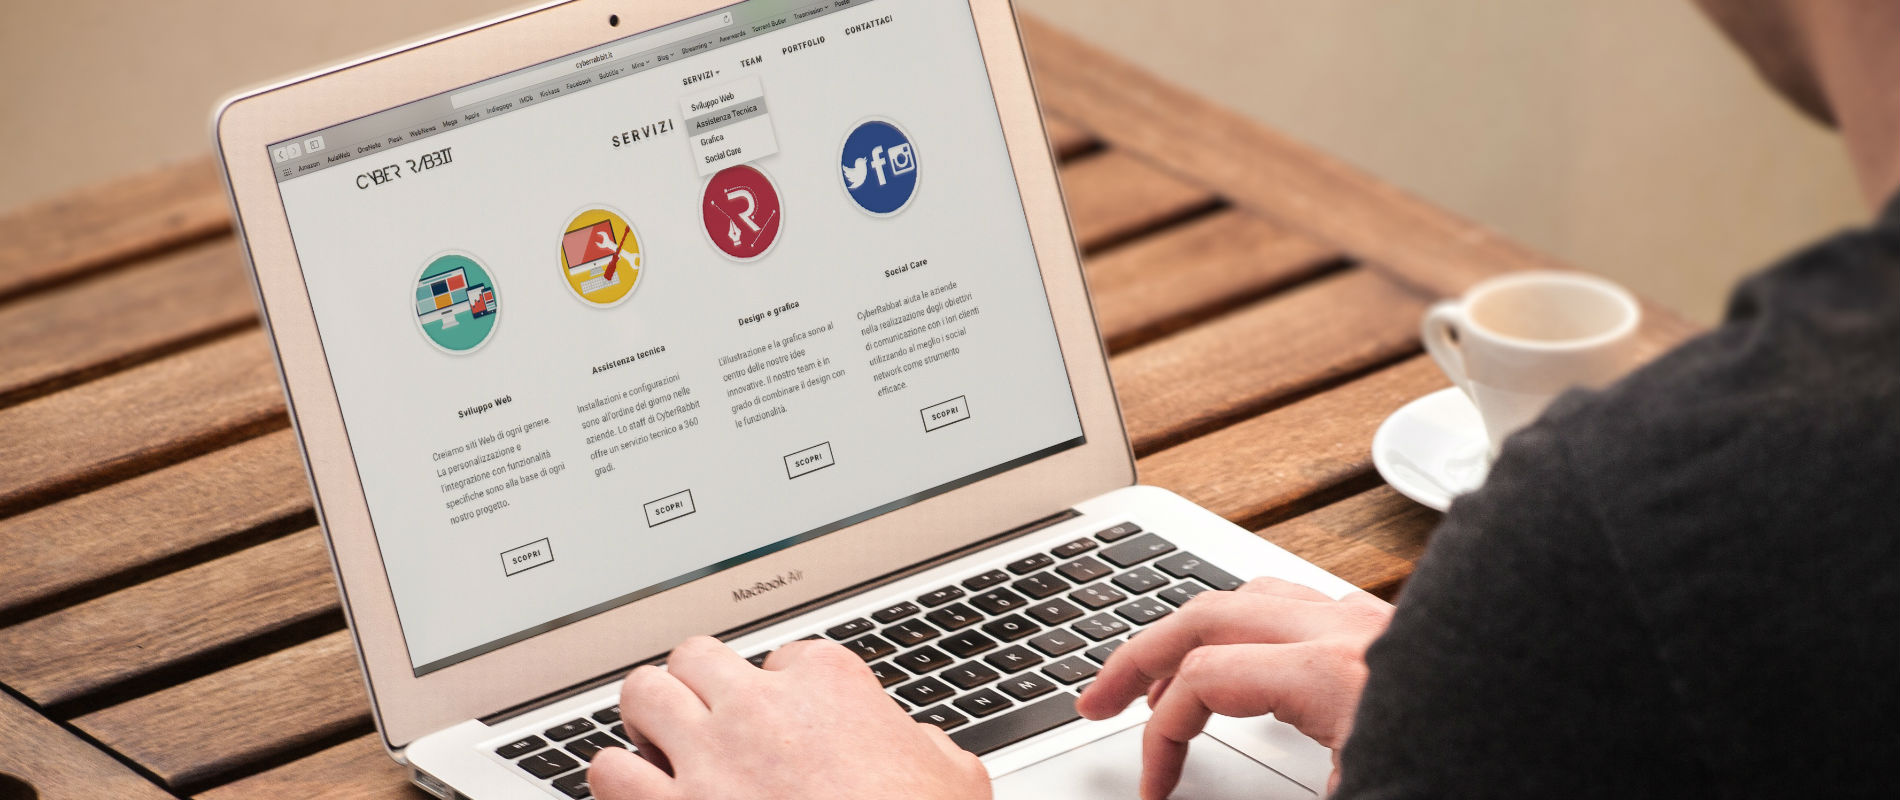 cyberrabbit.it
Amazon AulaWeb OneNote Plesk WebNews Mega Apple Indiegogo IMDb Kickass Facebook Subtitle Mine Blog Streaming Awwwards Torrent Butler Trasmission Poste
CYBER RABBIT
SERVIZI TEAM PORTFOLIO CONTATTACI
Sviluppo Web
Assistenza Tecnica
Grafica
Social Care
SERVIZI
Sviluppo Web
Creiamo siti Web di ogni genere.
La personalizzazione e
l'integrazione con funzionalità
specifiche sono alla base di ogni
nostro progetto.
SCOPRI
Assistenza tecnica
Installazioni e configurazioni
sono all'ordine del giorno nelle
aziende. Lo staff di CyberRabbit
offre un servizio tecnico a 360
gradi.
SCOPRI
Design e grafica
L'illustrazione e la grafica sono al
centro delle nostre idee
innovative. Il nostro team è in
grado di combinare il design con
le funzionalità.
SCOPRI
Social Care
CyberRabbat aiuta le aziende
nella realizzazione degli obiettivi
di comunicazione con i lori clienti
utilizzando al meglio i social
network come strumento
efficace.
SCOPRI
MacBook Air
U I O P
H J K L
B N M